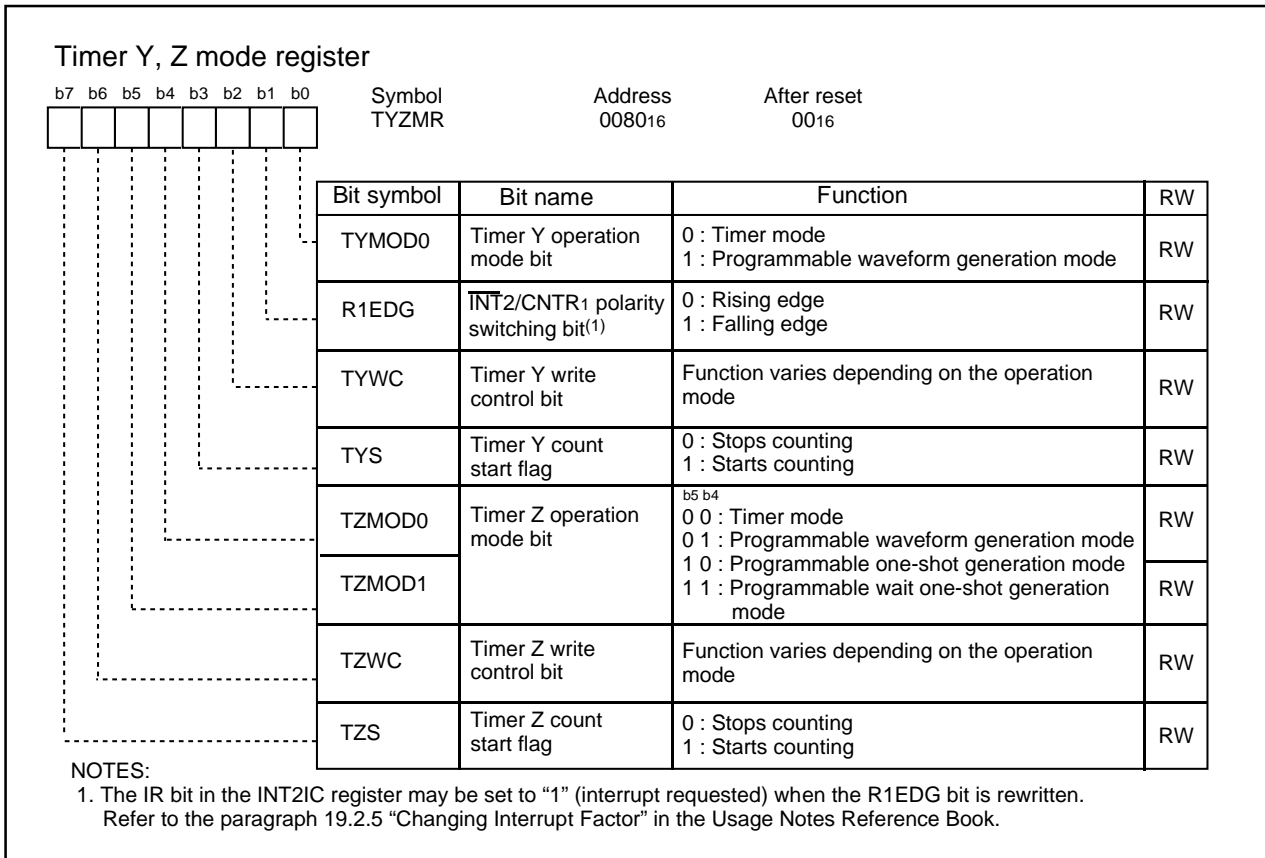 Timer Y, Z mode register
b7 b6 b5 b4 b3 b2 b1 b0
Symbol Address After reset
TYZMR 008016 0016
Bit symbol Bit name Function RW
TYMOD0 Timer Y operation mode bit 0 : Timer mode RW
1 : Programmable waveform generation mode
R1EDG INT2/CNTR1 polarity switching bit(1) 0 : Rising edge RW
1 : Falling edge
TYWC Timer Y write control bit Function varies depending on the operation mode RW
TYS Timer Y count start flag 0 : Stops counting RW
1 : Starts counting
b5 b4
TZMOD0 Timer Z operation mode bit 0 0 : Timer mode RW
0 1 : Programmable waveform generation mode
1 0 : Programmable one-shot generation mode
TZMOD1 1 1 : Programmable wait one-shot generation mode RW
TZWC Timer Z write control bit Function varies depending on the operation mode RW
TZS Timer Z count start flag 0 : Stops counting RW
1 : Starts counting
NOTES:
1. The IR bit in the INT2IC register may be set to “1” (interrupt requested) when the R1EDG bit is rewritten.
Refer to the paragraph 19.2.5 “Changing Interrupt Factor” in the Usage Notes Reference Book.